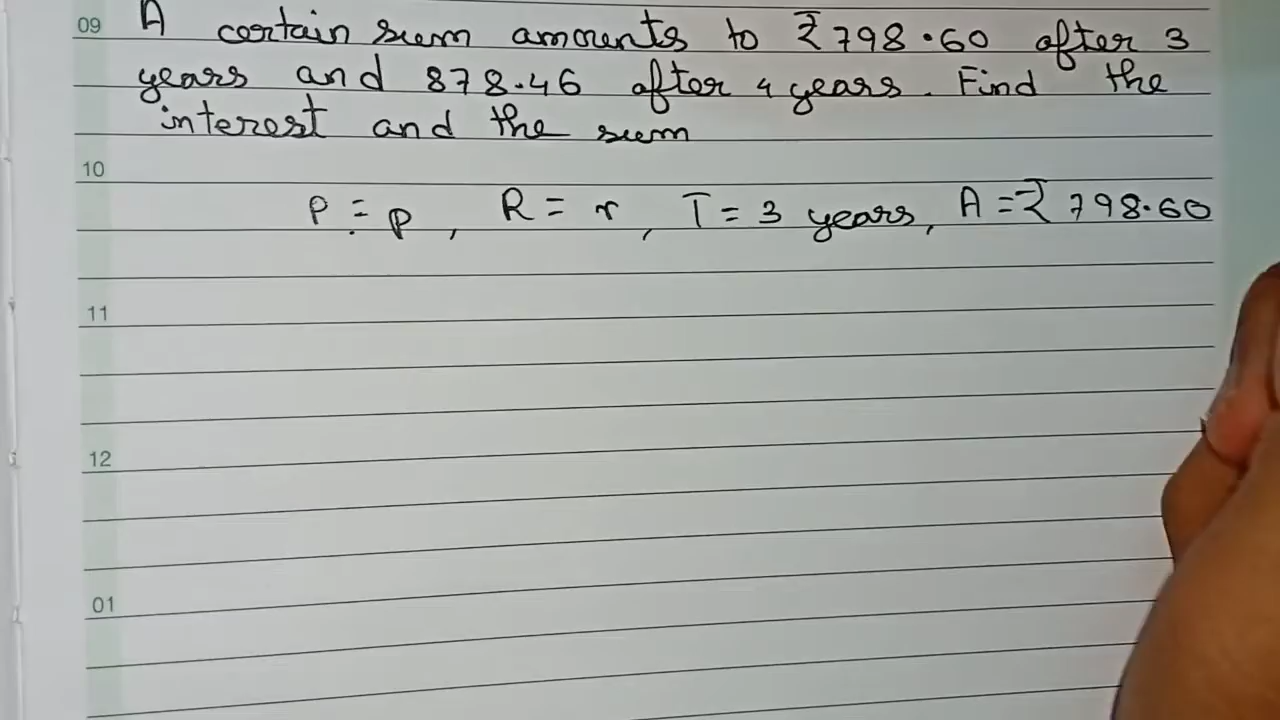 09 A certain sum amounts to ₹798.60 after 3
years and 878.46 after 4 years. Find the
interest and the sum
10
P = p, R = r, T = 3 years, A = ₹798.60
11
12
01